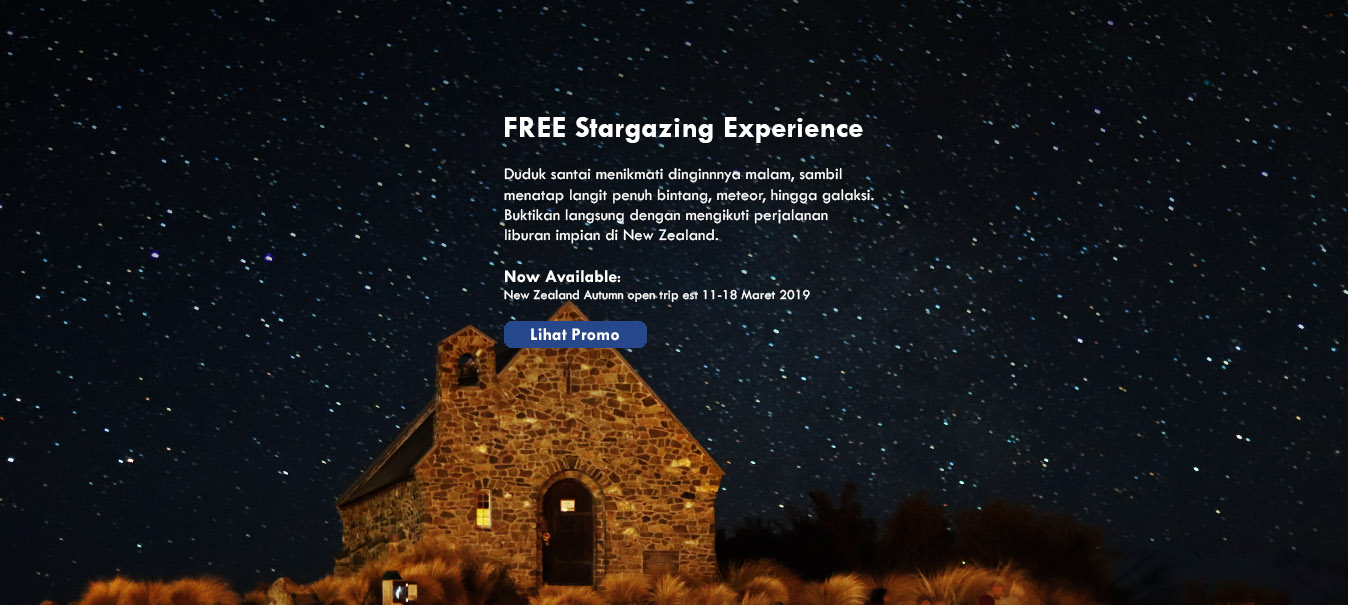 FREE Stargazing Experience
Duduk santai menikmati dinginnnya malam, sambil
menatap langit penuh bintang, meteor, hingga galaksi.
Buktikan langsung dengan mengikuti perjalanan
liburan impian di New Zealand.
Now Available:
New Zealand Autumn open trip est 11-18 Maret 2019
Lihat Promo